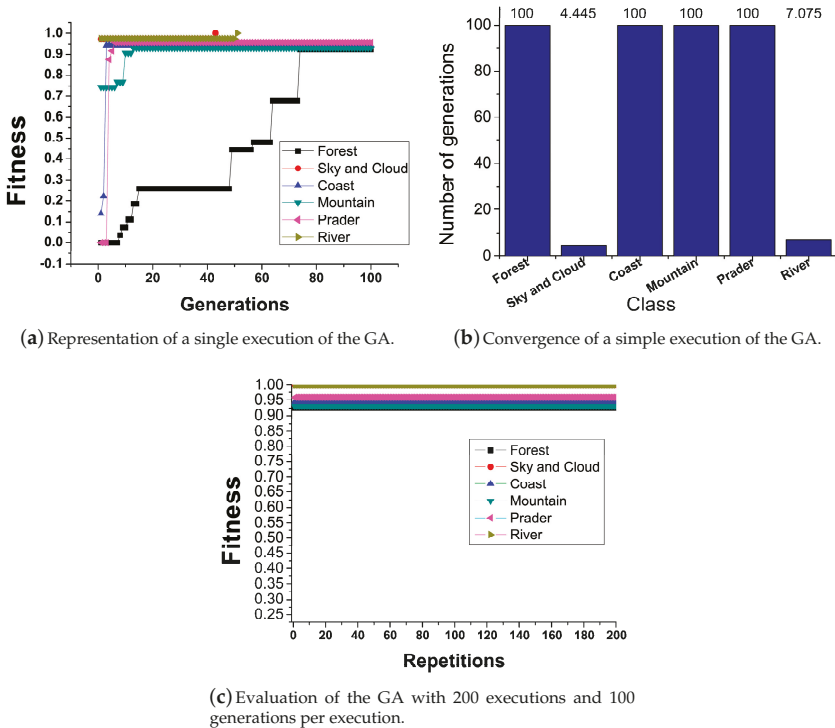 1.0
0.9
0.8
0.7
0.6
0.5
0.4
0.3
0.2
0.1
0.0
-0.1
Fitness
0 20 40 60 80 100
Generations
Forest
Sky and Cloud
Coast
Mountain
Prader
River
(a) Representation of a single execution of the GA.
100 4.445 100 100 100 7.075
100
80
60
40
20
0
Number of generations
Forest
Sky and Cloud
Coast
Mountain
Prader
River
Class
(b) Convergence of a simple execution of the GA.
1.00
0.95
0.90
0.85
0.80
0.75
0.70
0.65
0.60
0.55
0.50
0.45
0.40
0.35
0.30
0.25
Fitness
0 20 40 60 80 100 120 140 160 180 200
Repetitions
Forest
Sky and Cloud
Coast
Mountain
Prader
River
(c) Evaluation of the GA with 200 executions and 100
generations per execution.